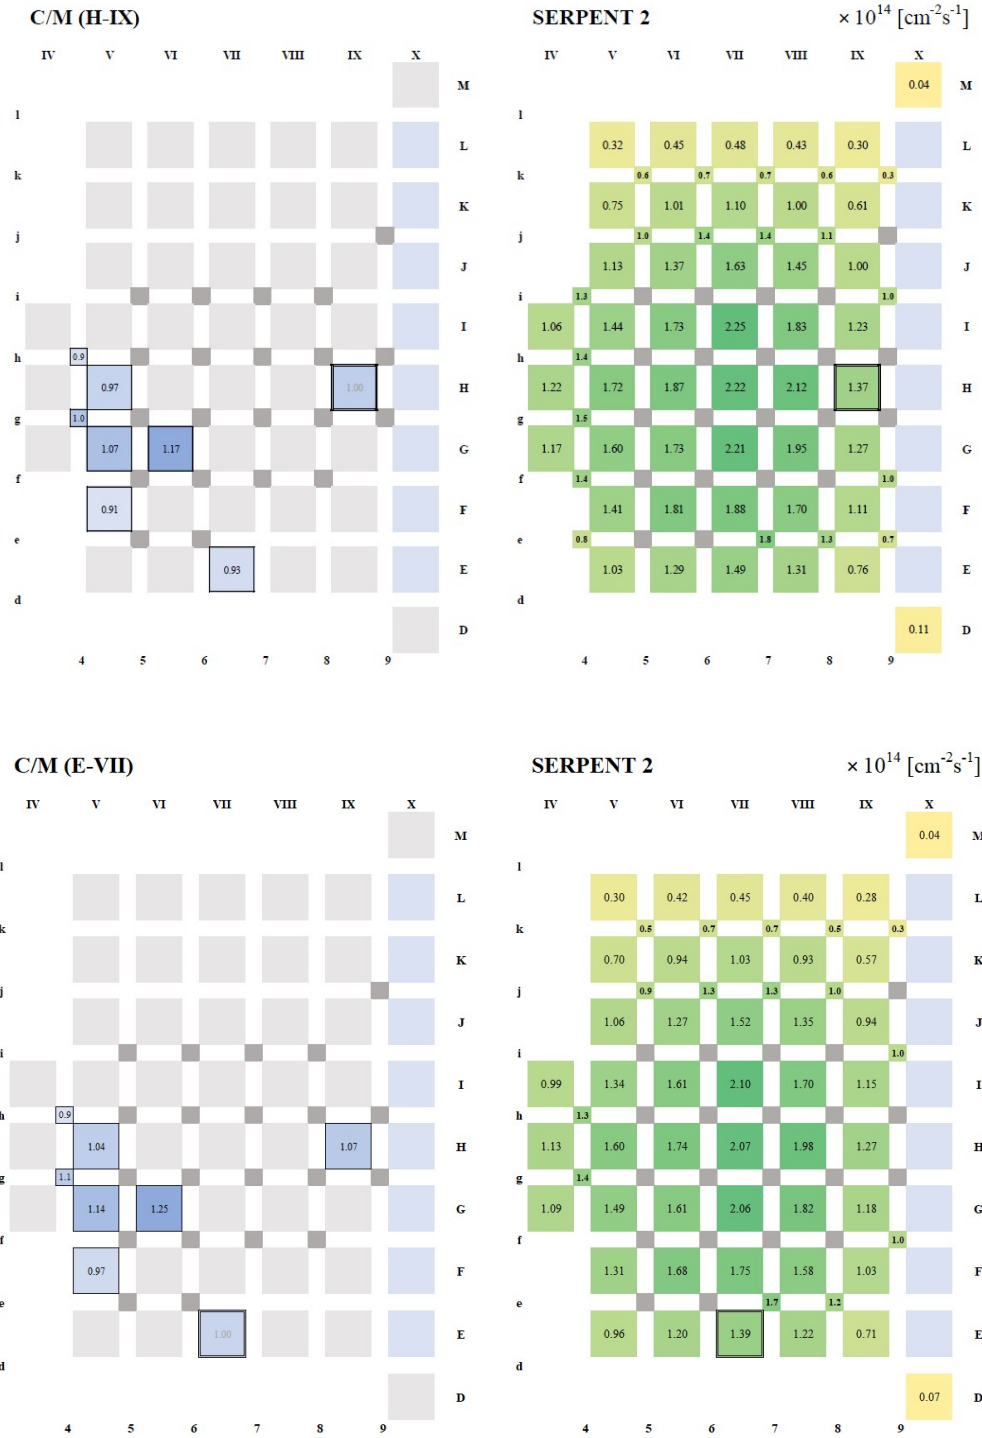 C/M (H-IX)
SERPENT 2
× 10^14 [cm^-2 s^-1]
IV V VI VII VIII IX X
IV V VI VII VIII IX X
M
0.04 M
l
l
L
0.32 0.45 0.48 0.43 0.30 L
k
k 0.6 0.7 0.7 0.6 0.3
K
0.75 1.01 1.10 1.00 0.61 K
j
j 1.0 1.4 1.4 1.1
J
1.13 1.37 1.63 1.45 1.00 J
i
i 1.3 1.0
I
1.06 1.44 1.73 2.25 1.83 1.23 I
h 0.9
h 1.4
0.97 1.00 H
1.22 1.72 1.87 2.22 2.12 1.37 H
g 1.0
g 1.5
1.07 1.17 G
1.17 1.60 1.73 2.21 1.95 1.27 G
f
f 1.4 1.0
0.91 F
1.41 1.81 1.88 1.70 1.11 F
e
e 0.8 1.8 1.3 0.7
0.93 E
1.03 1.29 1.49 1.31 0.76 E
d
d
D
0.11 D
4 5 6 7 8 9
4 5 6 7 8 9
C/M (E-VII)
SERPENT 2
× 10^14 [cm^-2 s^-1]
IV V VI VII VIII IX X
IV V VI VII VIII IX X
M
0.04 M
l
l
L
0.30 0.42 0.45 0.40 0.28 L
k
k 0.5 0.7 0.7 0.5 0.3
K
0.70 0.94 1.03 0.93 0.57 K
j
j 0.9 1.3 1.3 1.0
J
1.06 1.27 1.52 1.35 0.94 J
i
i 1.0
I
0.99 1.34 1.61 2.10 1.70 1.15 I
h 0.9
h 1.3
1.04 1.07 H
1.13 1.60 1.74 2.07 1.98 1.27 H
g 1.1
g 1.4
1.14 1.25 G
1.09 1.49 1.61 2.06 1.82 1.18 G
f
f 1.0
0.97 F
1.31 1.68 1.75 1.58 1.03 F
e
e 1.7 1.2
1.00 E
0.96 1.20 1.39 1.22 0.71 E
d
d
D
0.07 D
4 5 6 7 8 9
4 5 6 7 8 9